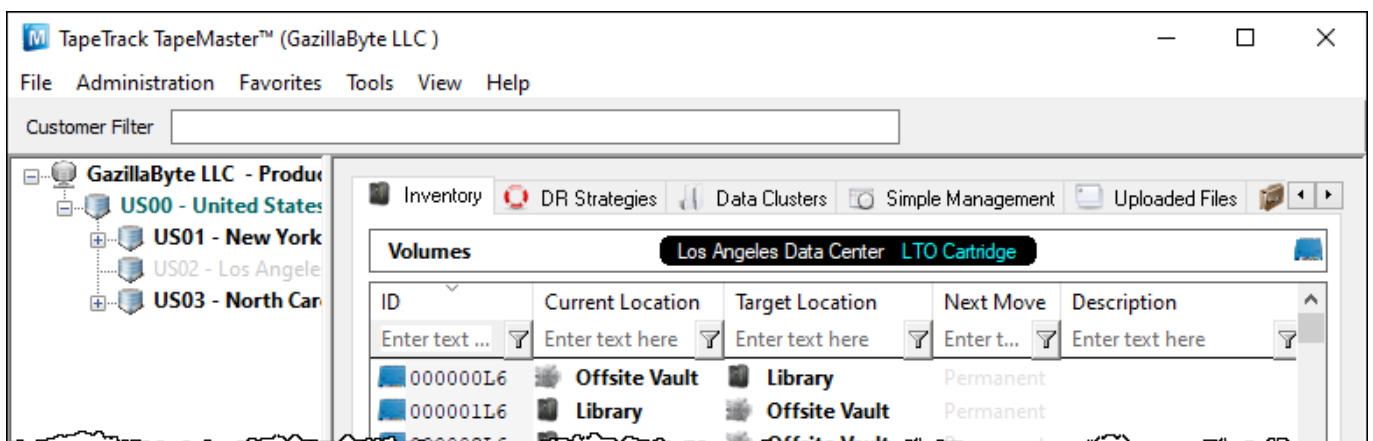 TapeTrack TapeMaster™ (GazillaByte LLC )
File Administration Favorites Tools View Help
Customer Filter
GazillaByte LLC - Produc
US00 - United States
US01 - New York
US02 - Los Angele
US03 - North Car
Inventory DR Strategies Data Clusters Simple Management Uploaded Files
Volumes Los Angeles Data Center LTO Cartridge
ID Current Location Target Location Next Move Description
Enter text ... Enter text here Enter text here Enter t... Enter text here
000000L6 Offsite Vault Library Permanent
000001L6 Library Offsite Vault Permanent